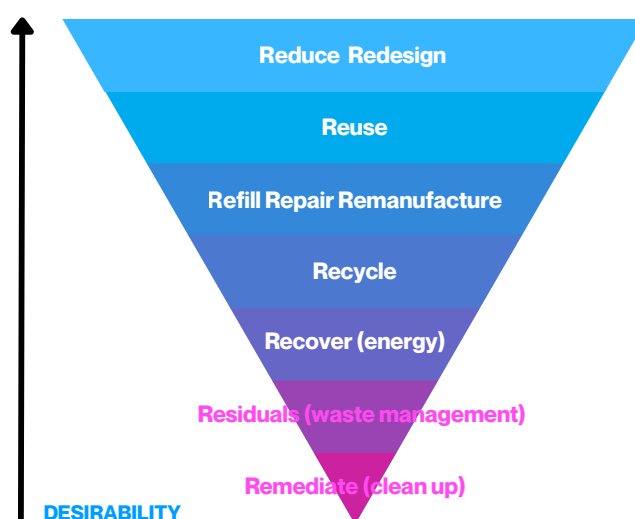 Reduce Redesign
Reuse
Refill Repair Remanufacture
Recycle
Recover (energy)
Residuals (waste management)
Remediate (clean up)
DESIRABILITY